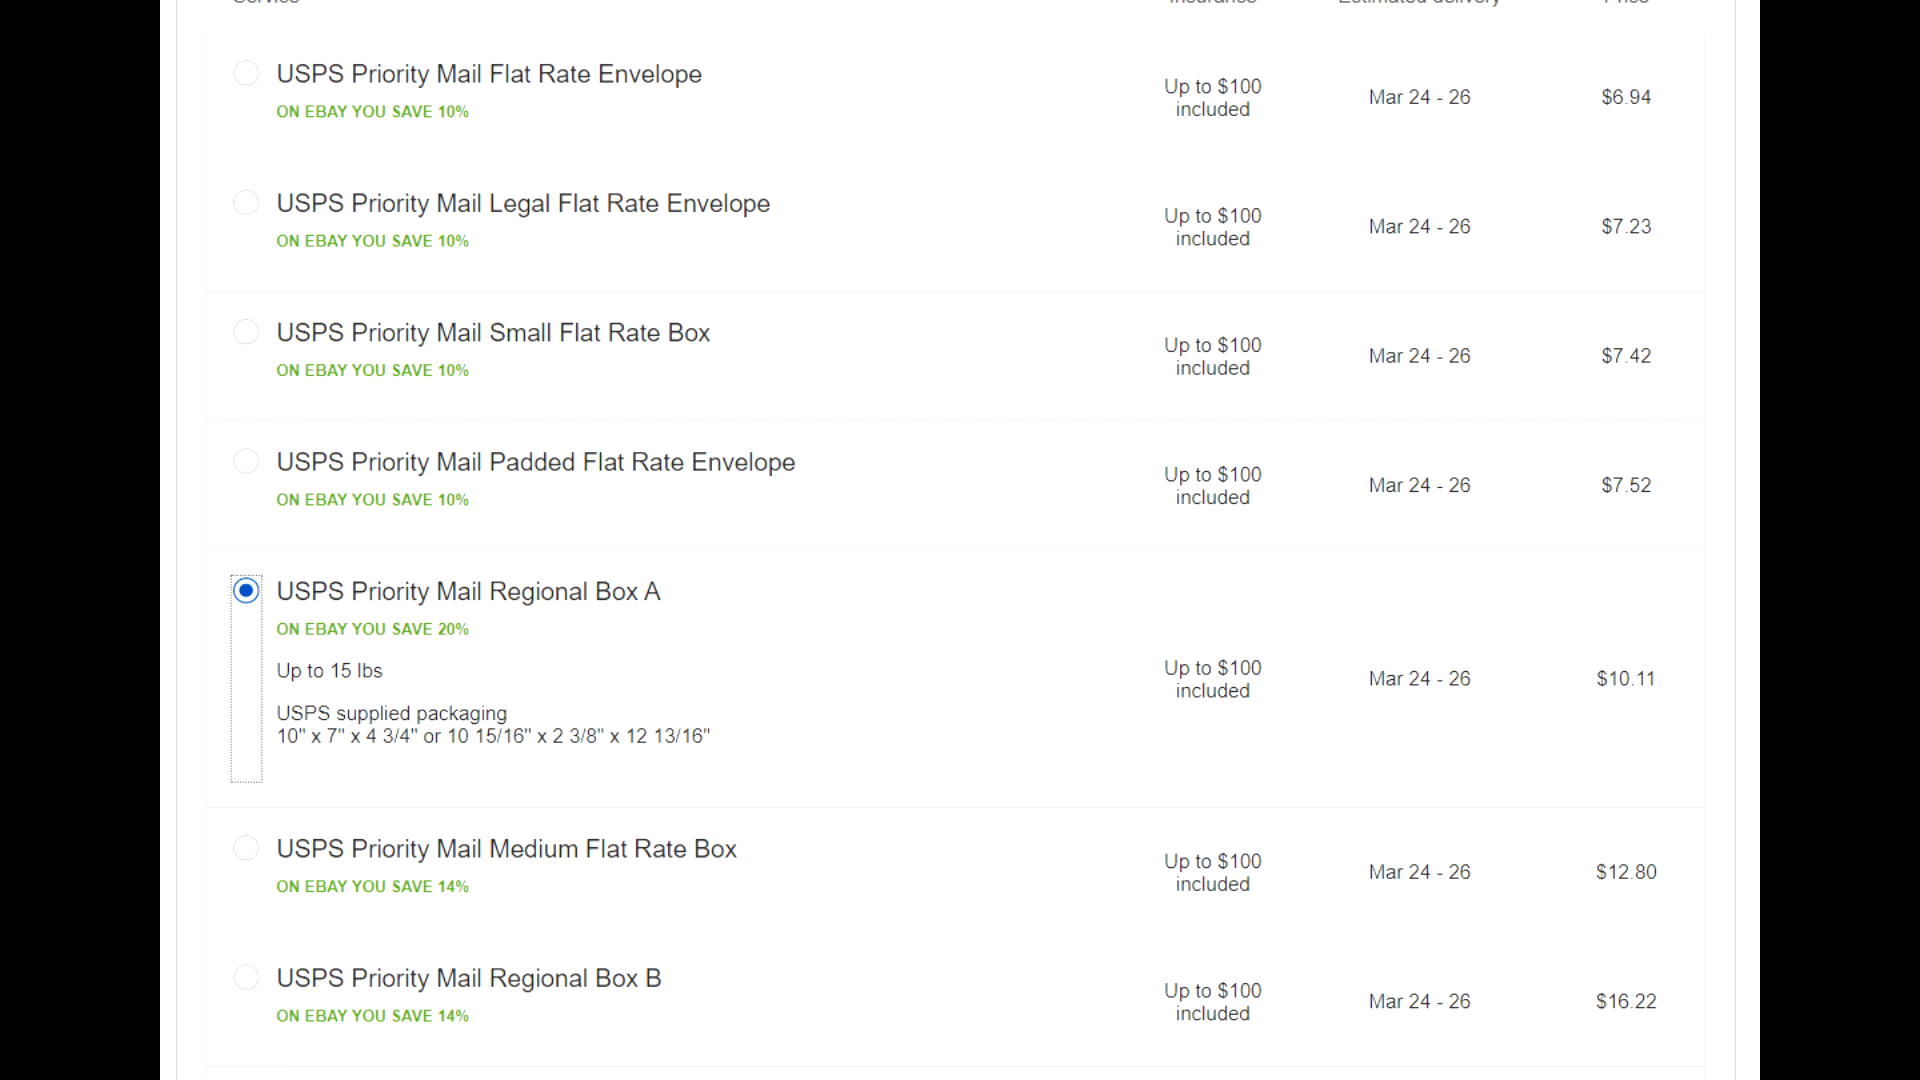 Service Insurance Estimated delivery Price
USPS Priority Mail Flat Rate Envelope
ON EBAY YOU SAVE 10%
Up to $100
included
Mar 24 - 26
$6.94
USPS Priority Mail Legal Flat Rate Envelope
ON EBAY YOU SAVE 10%
Up to $100
included
Mar 24 - 26
$7.23
USPS Priority Mail Small Flat Rate Box
ON EBAY YOU SAVE 10%
Up to $100
included
Mar 24 - 26
$7.42
USPS Priority Mail Padded Flat Rate Envelope
ON EBAY YOU SAVE 10%
Up to $100
included
Mar 24 - 26
$7.52
USPS Priority Mail Regional Box A
ON EBAY YOU SAVE 20%
Up to 15 lbs
USPS supplied packaging
10" x 7" x 4 3/4" or 10 15/16" x 2 3/8" x 12 13/16"
Up to $100
included
Mar 24 - 26
$10.11
USPS Priority Mail Medium Flat Rate Box
ON EBAY YOU SAVE 14%
Up to $100
included
Mar 24 - 26
$12.80
USPS Priority Mail Regional Box B
ON EBAY YOU SAVE 14%
Up to $100
included
Mar 24 - 26
$16.22